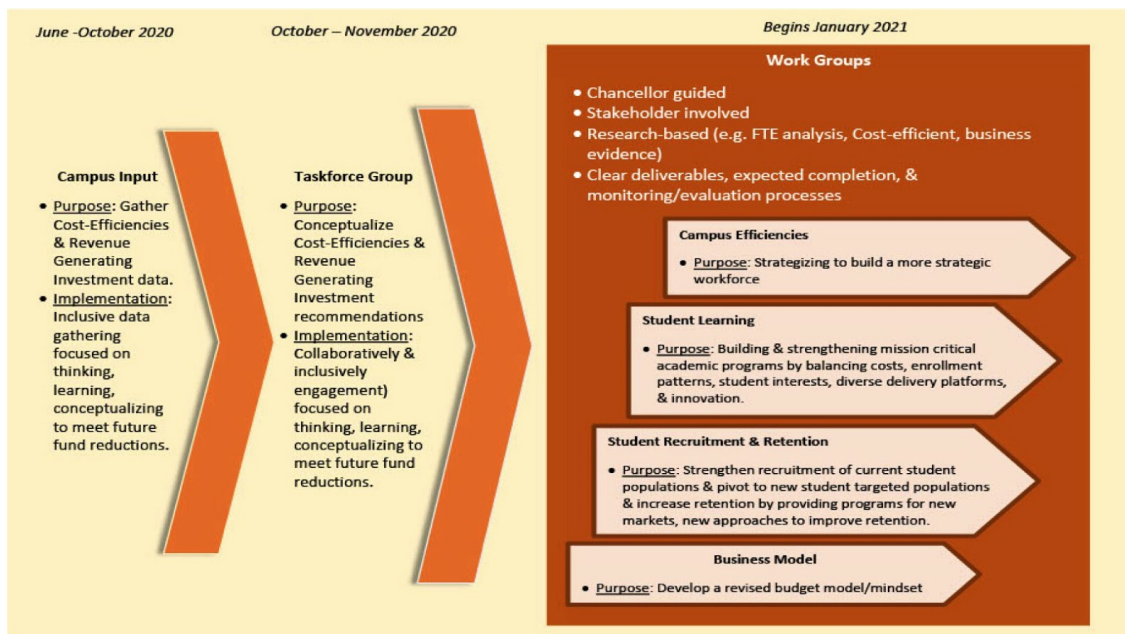 June -October 2020
October – November 2020
Begins January 2021
Campus Input
• Purpose: Gather
Cost-Efficiencies
& Revenue
Generating
Investment data.
• Implementation:
Inclusive data
gathering
focused on
thinking,
learning,
conceptualizing
to meet future
fund reductions.
Taskforce Group
• Purpose:
Conceptualize
Cost-Efficiencies &
Revenue
Generating
Investment
recommendations
• Implementation:
Collaboratively &
inclusively
engagement)
focused on
thinking, learning,
conceptualizing to
meet future fund
reductions.
Work Groups
• Chancellor guided
• Stakeholder involved
• Research-based (e.g. FTE analysis, Cost-efficient, business
evidence)
• Clear deliverables, expected completion, &
monitoring/evaluation processes
Campus Efficiencies
• Purpose: Strategizing to build a more strategic
workforce
Student Learning
• Purpose: Building & strengthening mission critical
academic programs by balancing costs, enrollment
patterns, student interests, diverse delivery platforms,
& innovation.
Student Recruitment & Retention
• Purpose: Strengthen recruitment of current student
populations & pivot to new student targeted populations
& increase retention by providing programs for new
markets, new approaches to improve retention.
Business Model
• Purpose: Develop a revised budget model/mindset